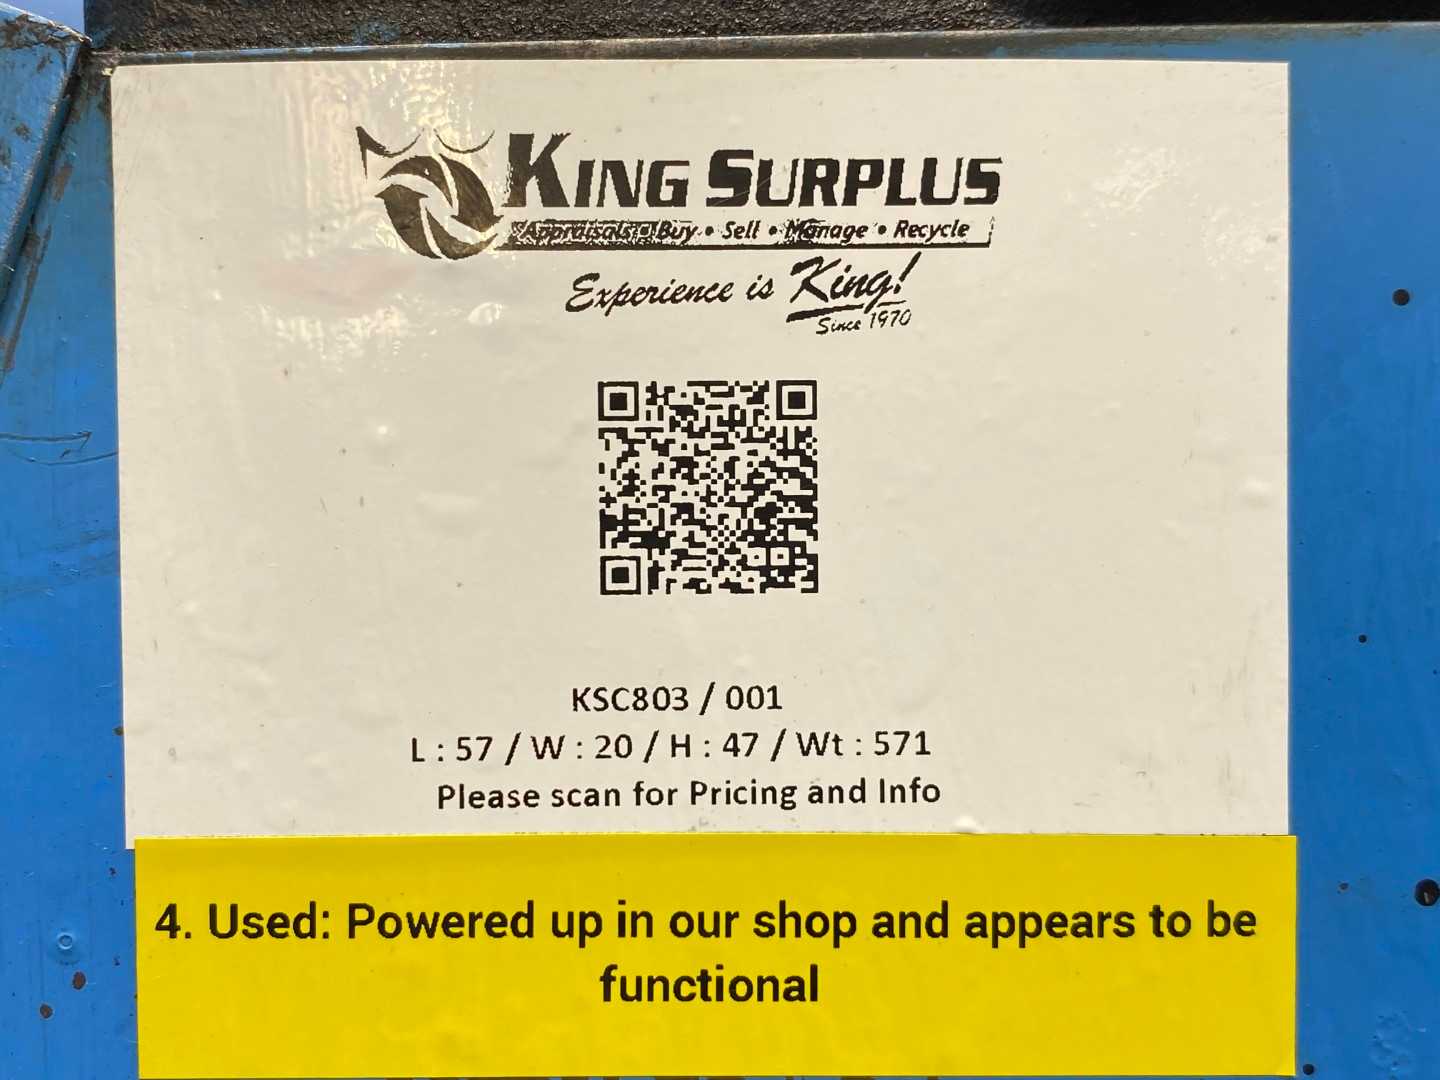 KING SURPLUS
Appraisals • Buy • Sell • Manage • Recycle
Experience is King!
Since 1970
KSC803 / 001
L : 57 / W : 20 / H : 47 / Wt : 571
Please scan for Pricing and Info
4. Used: Powered up in our shop and appears to be
functional